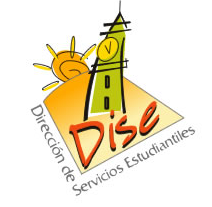 Dise
Dirección de
Servicios Estudiantiles